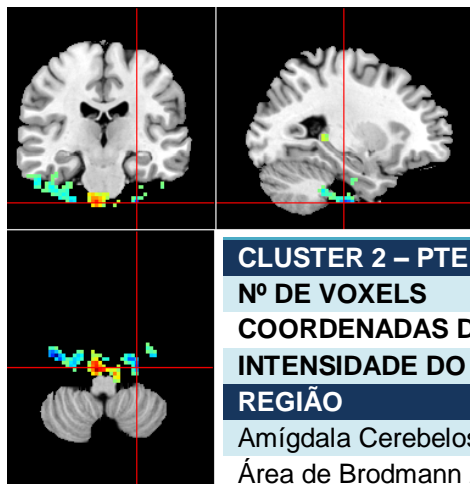 CLUSTER 2 – PTE
Nº DE VOXELS
COORDENADAS D
INTENSIDADE DO
REGIÃO
Amígdala Cerebelos
Área de Brodmann